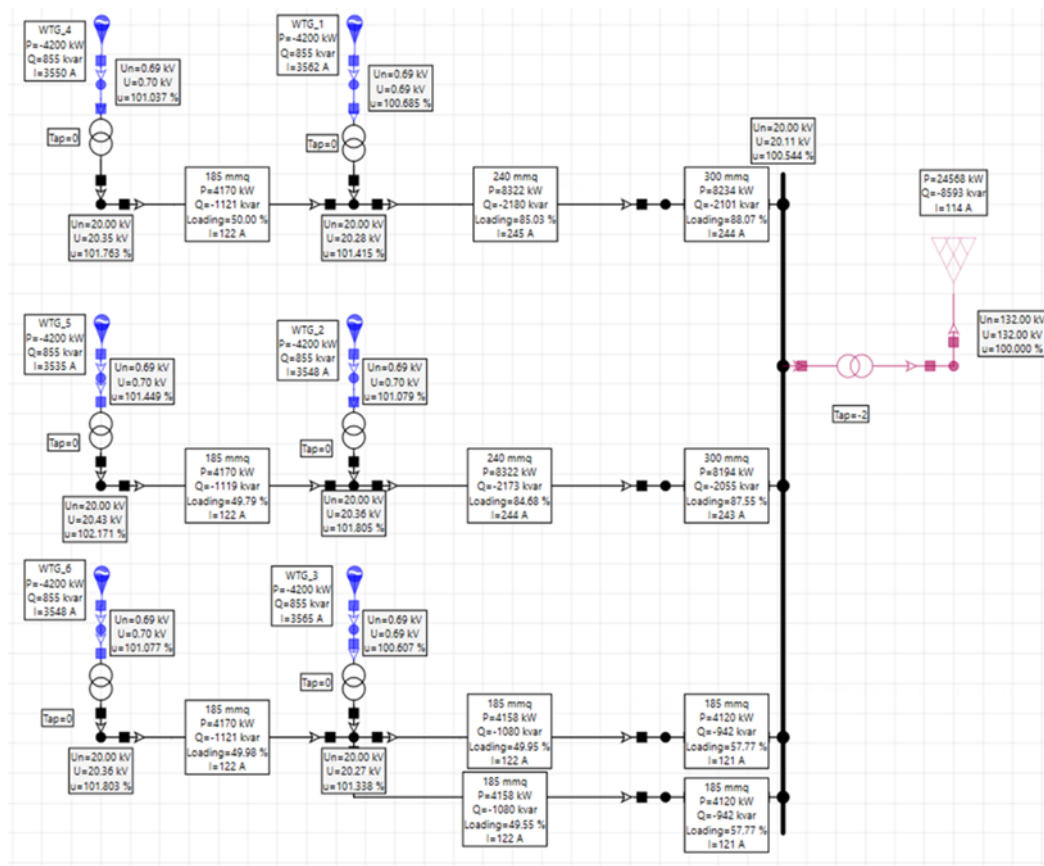 WTG_4
P=-4200 kW
Q=855 kvar
I=3550 A
Un=0.69 kV
U=0.70 kV
u=101.037 %
Tap=0
WTG_1
P=-4200 kW
Q=855 kvar
I=3562 A
Un=0.69 kV
U=0.69 kV
u=100.685 %
Tap=0
Un=20.00 kV
U=20.11 kV
u=100.544 %
185 mmq
P=4170 kW
Q=-1121 kvar
Loading=50.00 %
I=122 A
240 mmq
P=8322 kW
Q=-2180 kvar
Loading=85.03 %
I=245 A
300 mmq
P=8234 kW
Q=-2101 kvar
Loading=88.07 %
I=244 A
P=24568 kW
Q=-8593 kvar
I=114 A
Un=20.00 kV
U=20.35 kV
u=101.763 %
Un=20.00 kV
U=20.28 kV
u=101.415 %
WTG_5
P=-4200 kW
Q=855 kvar
I=3535 A
Un=0.69 kV
U=0.70 kV
u=101.449 %
Tap=0
WTG_2
P=-4200 kW
Q=855 kvar
I=3548 A
Un=0.69 kV
U=0.70 kV
u=101.079 %
Tap=0
Un=132.00 kV
U=132.00 kV
u=100.000 %
Tap=-2
185 mmq
P=4170 kW
Q=-1119 kvar
Loading=49.79 %
I=122 A
240 mmq
P=8322 kW
Q=-2173 kvar
Loading=84.68 %
I=244 A
300 mmq
P=8194 kW
Q=-2055 kvar
Loading=87.55 %
I=243 A
Un=20.00 kV
U=20.43 kV
u=102.171 %
Un=20.00 kV
U=20.36 kV
u=101.805 %
WTG_6
P=-4200 kW
Q=855 kvar
I=3548 A
Un=0.69 kV
U=0.70 kV
u=101.077 %
Tap=0
WTG_3
P=-4200 kW
Q=855 kvar
I=3565 A
Un=0.69 kV
U=0.69 kV
u=100.607 %
Tap=0
185 mmq
P=4170 kW
Q=-1121 kvar
Loading=49.98 %
I=122 A
185 mmq
P=4158 kW
Q=-1080 kvar
Loading=49.95 %
I=122 A
185 mmq
P=4120 kW
Q=-942 kvar
Loading=57.77 %
I=121 A
Un=20.00 kV
U=20.36 kV
u=101.803 %
Un=20.00 kV
U=20.27 kV
u=101.338 %
185 mmq
P=4158 kW
Q=-1080 kvar
Loading=49.55 %
I=122 A
185 mmq
P=4120 kW
Q=-942 kvar
Loading=57.77 %
I=121 A